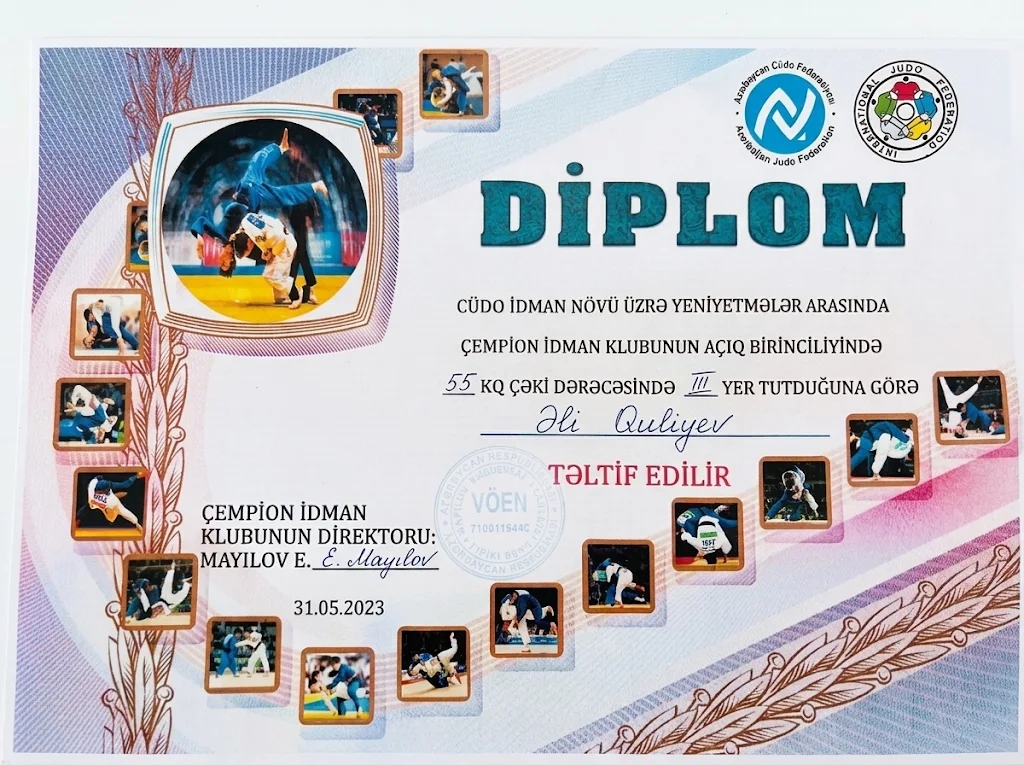 Azərbaycan Cüdo Federasiyası
Azerbaijan Judo Federation
INTERNATIONAL JUDO FEDERATION
DİPLOM
CÜDO İDMAN NÖVÜ ÜZRƏ YENİYETMƏLƏR ARASINDA
ÇEMPİON İDMAN KLUBUNUN AÇIQ BİRİNCİLİYİNDƏ
55 KQ ÇƏKİ DƏRƏCƏSİNDƏ III YER TUTDUĞUNA GÖRƏ
Əli Quliyev
TƏLTİF EDİLİR
VÖEN
ÇEMPİON İDMAN
KLUBUNUN DİREKTORU:
MAYILOV E. E. Mayılov
31.05.2023